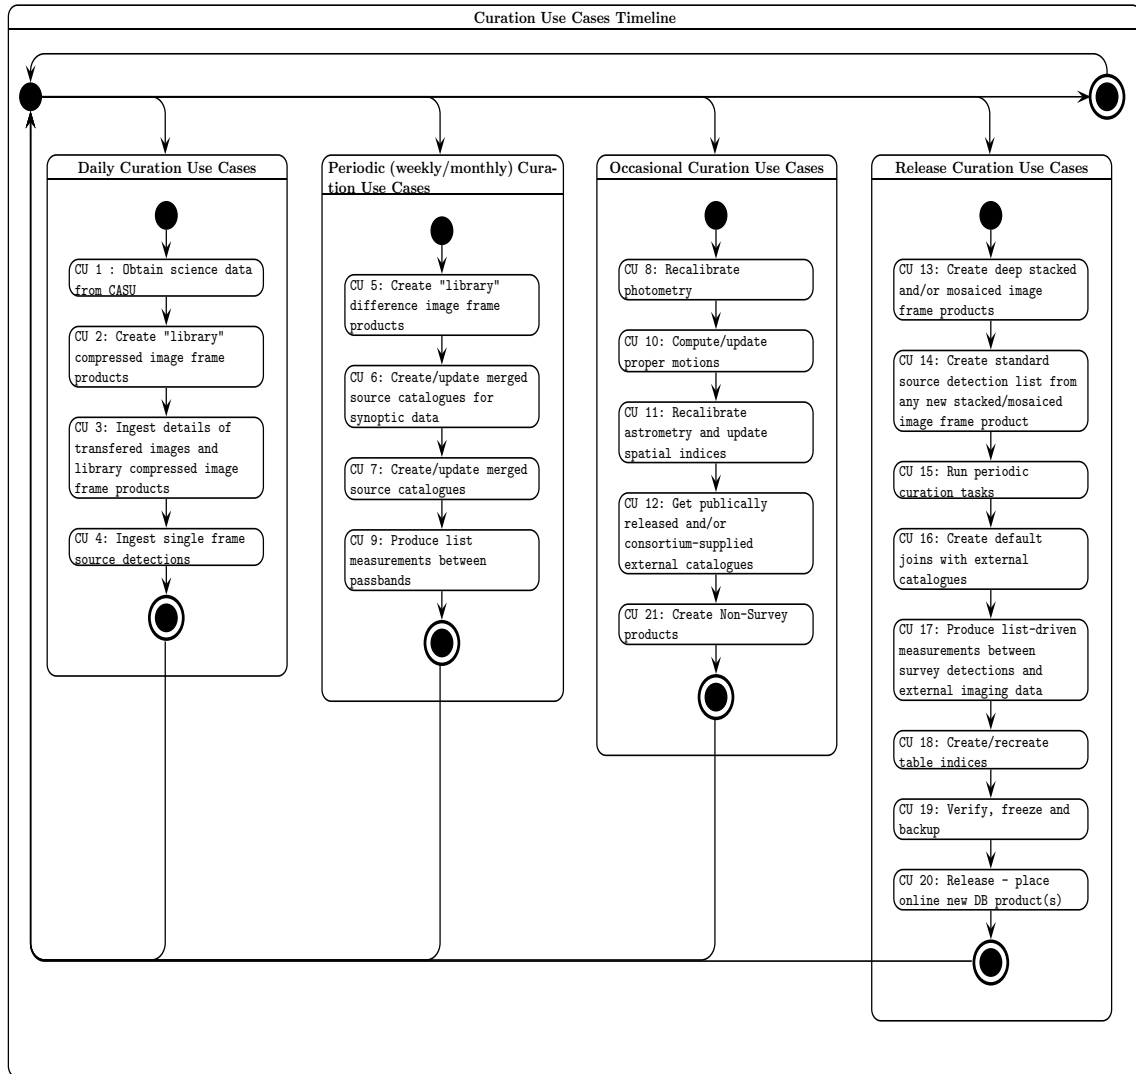 Curation Use Cases Timeline
Daily Curation Use Cases
CU 1 : Obtain science data
from CASU
CU 2: Create "library"
compressed image frame
products
CU 3: Ingest details of
transfered images and
library compressed image
frame products
CU 4: Ingest single frame
source detections
Periodic (weekly/monthly) Cura-
tion Use Cases
CU 5: Create "library"
difference image frame
products
CU 6: Create/update merged
source catalogues for
synoptic data
CU 7: Create/update merged
source catalogues
CU 9: Produce list
measurements between
passbands
Occasional Curation Use Cases
CU 8: Recalibrate
photometry
CU 10: Compute/update
proper motions
CU 11: Recalibrate
astrometry and update
spatial indices
CU 12: Get publically
released and/or
consortium-supplied
external catalogues
CU 21: Create Non-Survey
products
Release Curation Use Cases
CU 13: Create deep stacked
and/or mosaiced image
frame products
CU 14: Create standard
source detection list from
any new stacked/mosaiced
image frame product
CU 15: Run periodic
curation tasks
CU 16: Create default
joins with external
catalogues
CU 17: Produce list-driven
measurements between
survey detections and
external imaging data
CU 18: Create/recreate
table indices
CU 19: Verify, freeze and
backup
CU 20: Release - place
online new DB product(s)